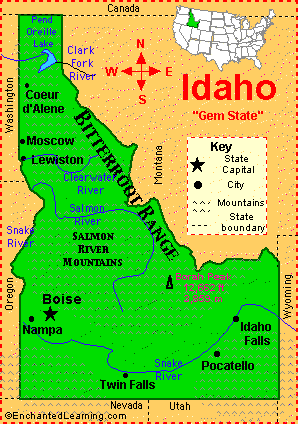 Canada
Pend
Oreille
Lake
Clark
Fork
River
N
W
E
S
Idaho
"Gem State"
Washington
Coeur
d'Alene
Moscow
Lewiston
BITTERROOT RANGE
Montana
Key
State
Capital
City
Mountains
State
boundary
Clearwater
River
Salmon
River
Snake
River
SALMON
RIVER
MOUNTAINS
Borah Peak
12,662 ft
3,859 m
Oregon
Wyoming
Boise
Nampa
Idaho
Falls
Pocatello
Snake
River
Twin Falls
Nevada
Utah
©EnchantedLearning.com